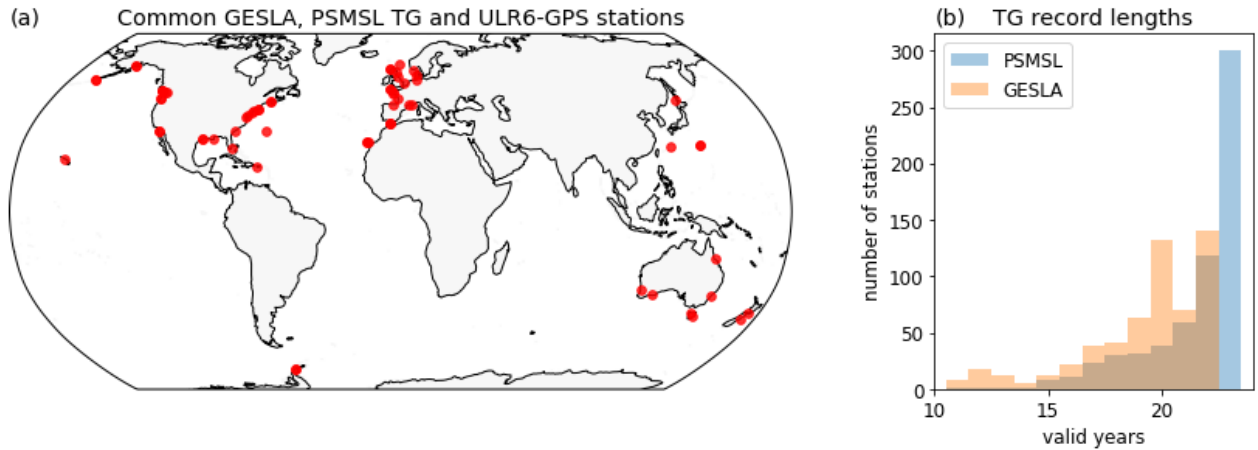 (a) Common GESLA, PSMSL TG and ULR6-GPS stations
(b) TG record lengths
PSMSL
GESLA
number of stations
300
250
200
150
100
50
0
10
15
20
valid years